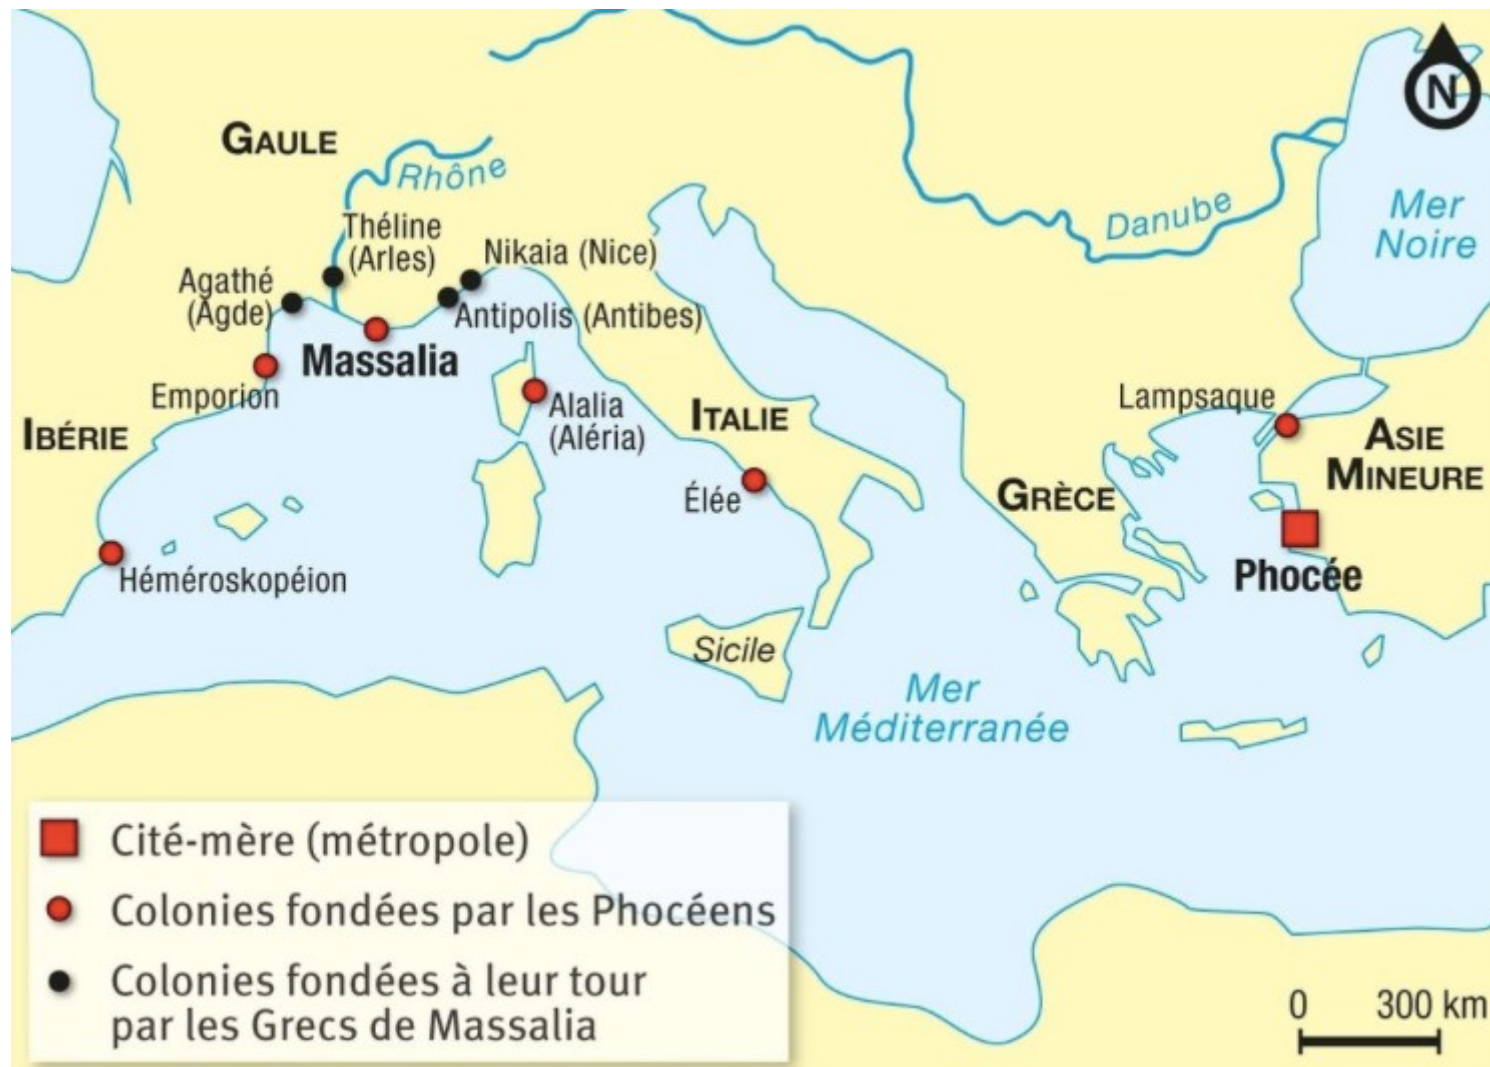 N
GAULE
Rhône
Mer
Noire
Danube
Théline
(Arles)
Nikaia (Nice)
Agathé
(Agde)
Antipolis (Antibes)
Massalia
Emporion
Lampsaque
Alalia
(Aléria)
ITALIE
IBÉRIE
ASIE
MINEURE
Élée
GRÈCE
Héméroskopéion
Phocée
Sicile
Mer
Méditerranée
Cité-mère (métropole)
Colonies fondées par les Phocéens
Colonies fondées à leur tour
par les Grecs de Massalia
0 300 km